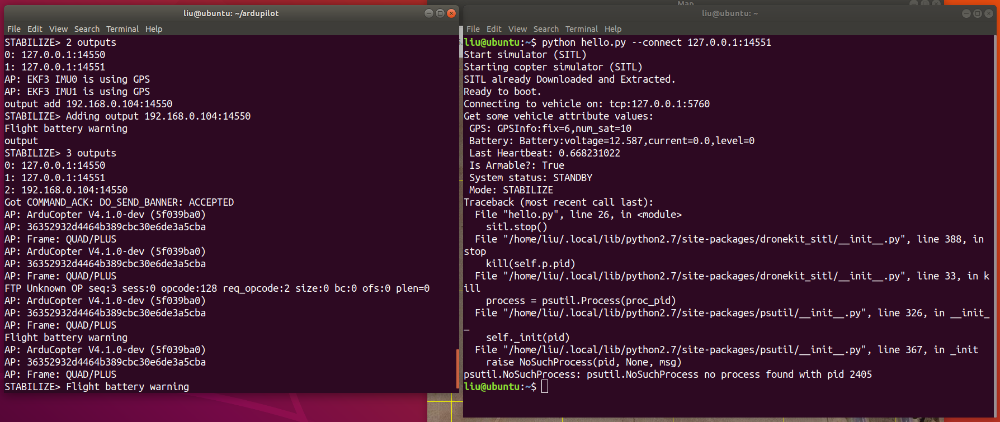 Map
liu@ubuntu: ~/ardupilot
File Edit View Search Terminal Help
STABILIZE> 2 outputs
0: 127.0.0.1:14550
1: 127.0.0.1:14551
AP: EKF3 IMU0 is using GPS
AP: EKF3 IMU1 is using GPS
output add 192.168.0.104:14550
STABILIZE> Adding output 192.168.0.104:14550
Flight battery warning
output
STABILIZE> 3 outputs
0: 127.0.0.1:14550
1: 127.0.0.1:14551
2: 192.168.0.104:14550
Got COMMAND_ACK: DO_SEND_BANNER: ACCEPTED
AP: ArduCopter V4.1.0-dev (5f039ba0)
AP: 36352932d4464b389cbc30e6de3a5cba
AP: Frame: QUAD/PLUS
AP: ArduCopter V4.1.0-dev (5f039ba0)
AP: 36352932d4464b389cbc30e6de3a5cba
AP: Frame: QUAD/PLUS
FTP Unknown OP seq:3 sess:0 opcode:128 req_opcode:2 size:0 bc:0 ofs:0 plen=0
AP: ArduCopter V4.1.0-dev (5f039ba0)
AP: 36352932d4464b389cbc30e6de3a5cba
AP: Frame: QUAD/PLUS
Flight battery warning
AP: ArduCopter V4.1.0-dev (5f039ba0)
AP: 36352932d4464b389cbc30e6de3a5cba
AP: Frame: QUAD/PLUS
STABILIZE> Flight battery warning
liu@ubuntu: ~
File Edit View Search Terminal Help
liu@ubuntu:~$ python hello.py --connect 127.0.0.1:14551
Start simulator (SITL)
Starting copter simulator (SITL)
SITL already Downloaded and Extracted.
Ready to boot.
Connecting to vehicle on: tcp:127.0.0.1:5760
Get some vehicle attribute values:
GPS: GPSInfo:fix=6,num_sat=10
Battery: Battery:voltage=12.587,current=0.0,level=0
Last Heartbeat: 0.668231022
Is Armable?: True
System status: STANDBY
Mode: STABILIZE
Traceback (most recent call last):
File "hello.py", line 26, in <module>
sitl.stop()
File "/home/liu/.local/lib/python2.7/site-packages/dronekit_sitl/__init__.py", line 388, in
stop
kill(self.p.pid)
File "/home/liu/.local/lib/python2.7/site-packages/dronekit_sitl/__init__.py", line 33, in k
ill
process = psutil.Process(proc_pid)
File "/home/liu/.local/lib/python2.7/site-packages/psutil/__init__.py", line 326, in __init_
_
self._init(pid)
File "/home/liu/.local/lib/python2.7/site-packages/psutil/__init__.py", line 367, in _init
raise NoSuchProcess(pid, None, msg)
psutil.NoSuchProcess: psutil.NoSuchProcess no process found with pid 2405
liu@ubuntu:~$